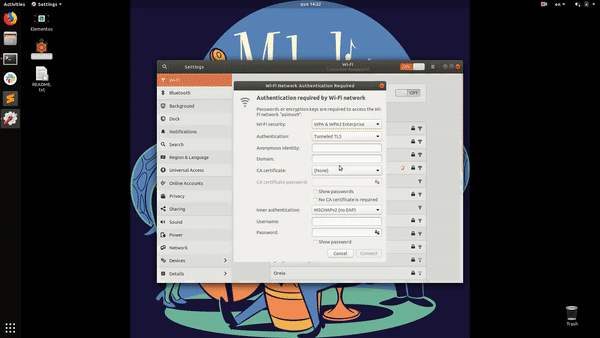 Activities
Settings
qua 14:22
en
Elementos
README.
txt
Settings
Wi-Fi
ON
Wi-Fi
Bluetooth
Background
Dock
Notifications
Search
Region & Language
Universal Access
Online Accounts
Privacy
Sharing
Sound
Power
Network
Devices
Details
OFF
Oreia
Wi-Fi Network Authentication Required
Authentication required by Wi-Fi network
Passwords or encryption keys are required to access the
Wi-Fi network "asimov9".
Wi-Fi security:
WPA & WPA2 Enterprise
Authentication:
Tunneled TLS
Anonymous identity:
Domain:
CA certificate:
(None)
CA certificate password:
Show passwords
No CA certificate is required
Inner authentication:
MSCHAPv2 (no EAP)
Username:
Password:
Show password
Cancel
Connect
Trash